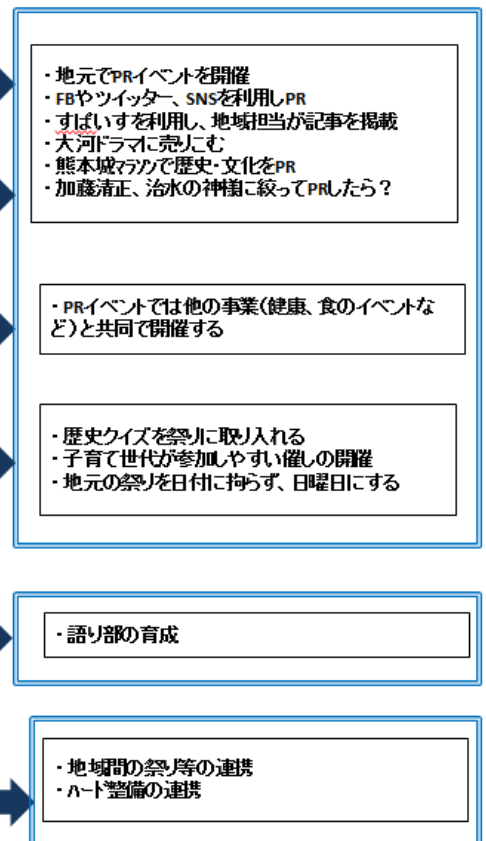 ・地元でPRイベントを開催
・FBやツイッター、SNSを利用しPR
・すぱいすを利用し、地域担当が記事を掲載
・大河ドラマに売りこむ
・熊本城マラソンで歴史・文化をPR
・加藤清正、治水の神様に絞ってPRしたら？
・PRイベントでは他の事業(健康、食のイベントな
ど)と共同で開催する
・歴史クイズを祭りに取り入れる
・子育て世代が参加しやすい催しの開催
・地元の祭りを日付に拘らず、日曜日にする
・語り部の育成
・地域間の祭り等の連携
・ハード整備の連携